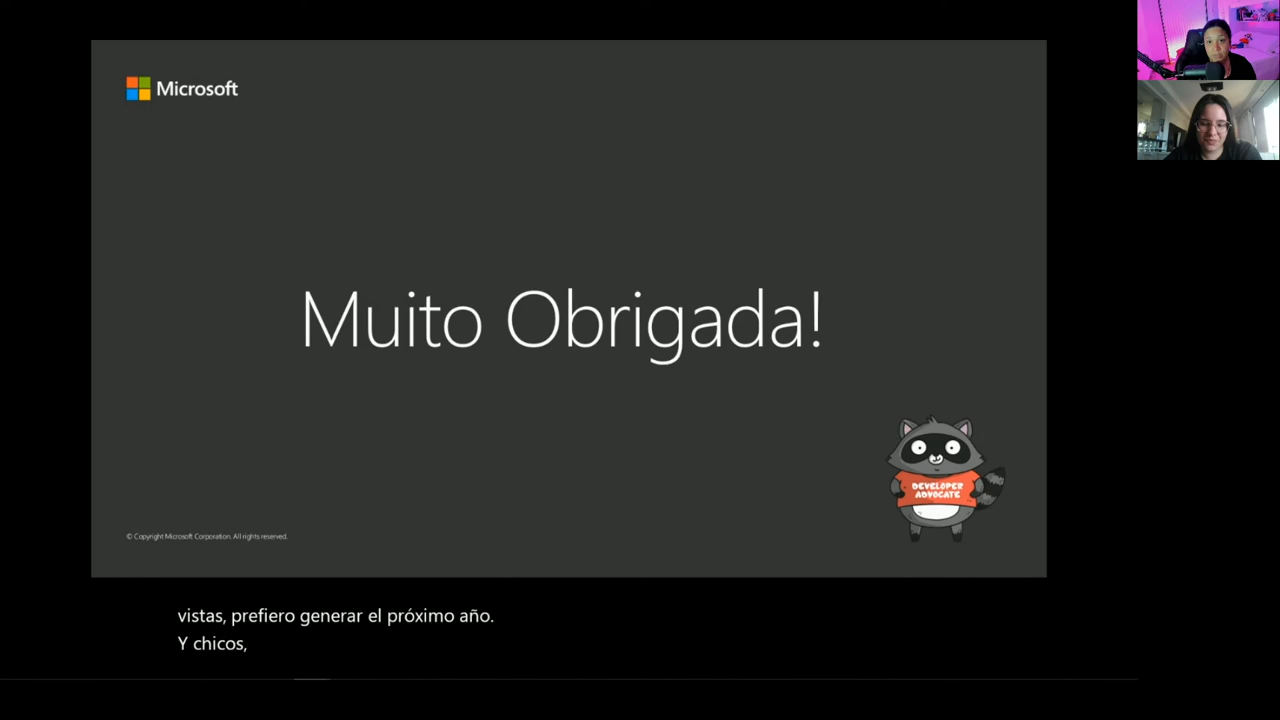 Microsoft
Muito Obrigada!
DEVELOPER
ADVOCATE
© Copyright Microsoft Corporation. All rights reserved.
vistas, prefiero generar el próximo año.
Y chicos,